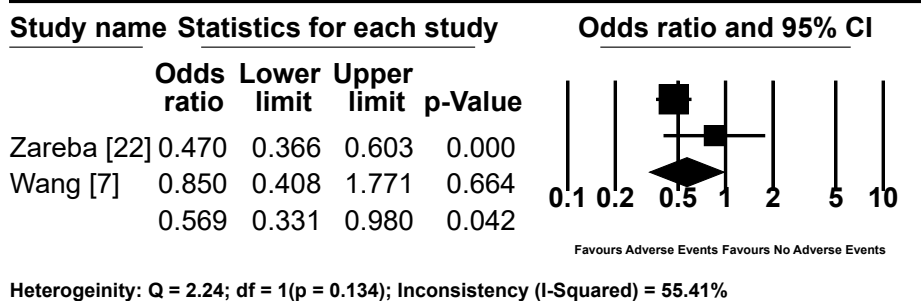 Study name Statistics for each study Odds ratio and 95% CI
Odds Lower Upper
ratio limit limit p-Value
Zareba [22] 0.470 0.366 0.603 0.000
Wang [7] 0.850 0.408 1.771 0.664
0.569 0.331 0.980 0.042
0.1 0.2 0.5 1 2 5 10
Favours Adverse Events Favours No Adverse Events
Heterogeinity: Q = 2.24; df = 1(p = 0.134); Inconsistency (I-Squared) = 55.41%